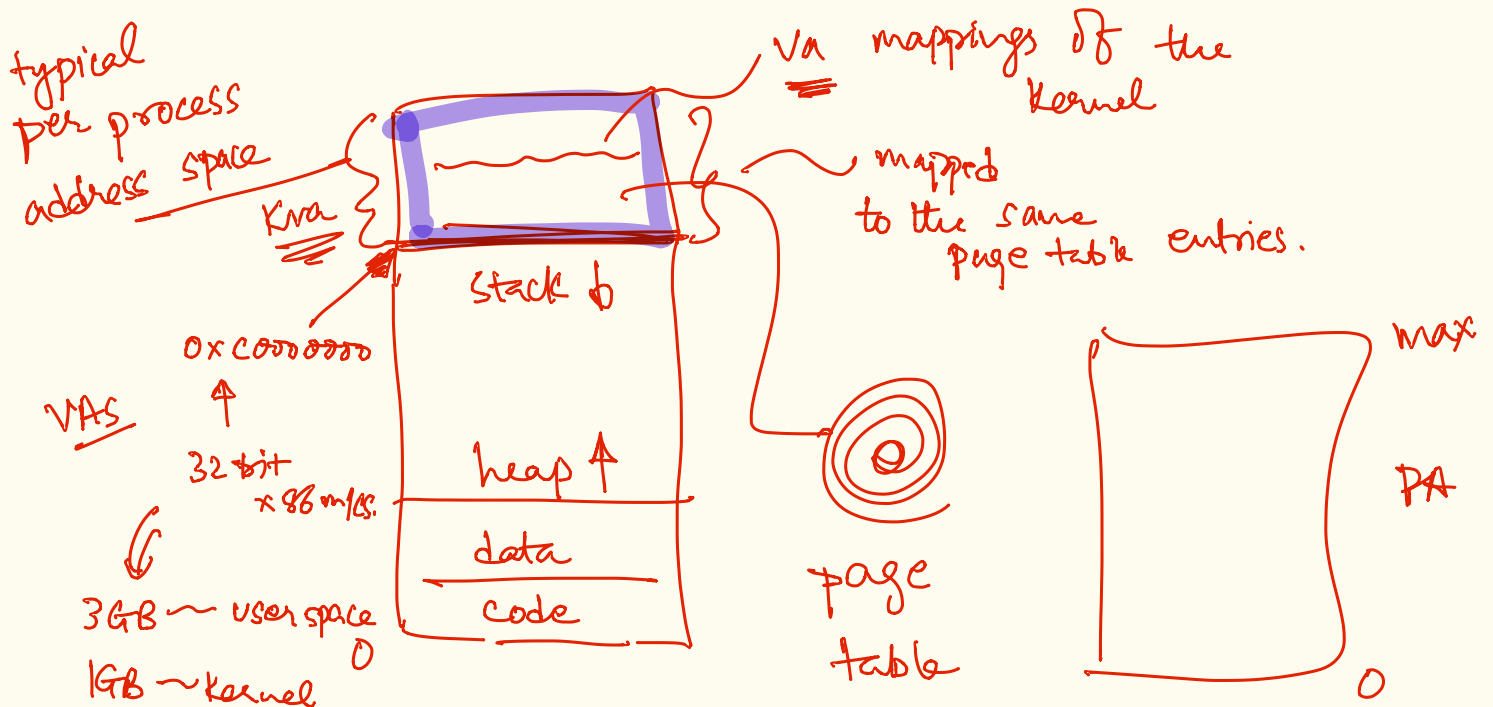 typical
per process
address space
Kva
va mappings of the
Kernel
mapped
to the same
page table entries.
stack
0xC0000000
VAS
32 bit
x86 m/cs.
heap
data
code
3GB ~ user space
0
1GB ~ kernel
page
table
max
PA
0